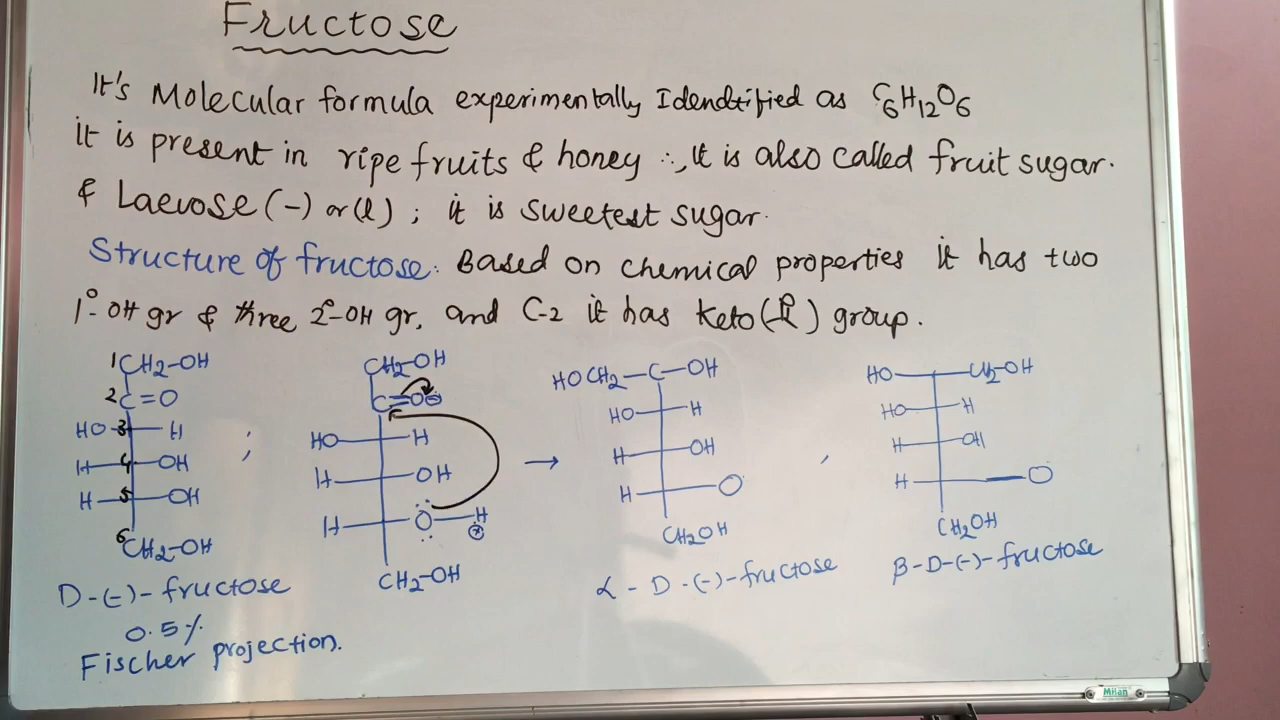 Fructose
It's Molecular formula experimentally Idendtified as C6H12O6
it is present in ripe fruits & honey ∴, it is also called fruit sugar.
& Laevose (-) or (l) ; it is sweetest sugar.
Structure of fructose: Based on chemical properties it has two
1°-OH gr & three 2°-OH gr, and C-2 it has keto( ) group.
1CH2-OH
2C=O
HO 3 H
H 4 OH
H 5 OH
6CH2-OH
D-(-)-fructose
0.5%
Fischer projection.
;
CH2-OH
C=O⊖
HO H
H OH
H O-H
⊕
CH2-OH
→
HOCH2-C-OH
HO H
H OH
H O
CH2OH
α-D-(-)-fructose
,
HO CH2-OH
HO H
H OH
H O
CH2OH
β-D-(-)-fructose
Milan